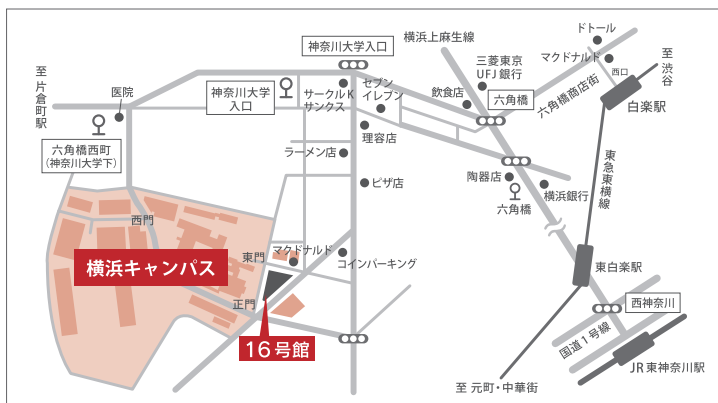 ドトール
神奈川大学入口
横浜上麻生線
三菱東京
UFJ銀行
マクドナルド
至渋谷
西口
至片倉町駅
医院
神奈川大学
入口
サークルK
サンクス
セブン
イレブン
飲食店
六角橋
六角橋商店街
白楽駅
六角橋西町
(神奈川大学下)
理容店
ラーメン店
ピザ店
陶器店
六角橋
横浜銀行
東急東横線
西門
横浜キャンパス
東門
マクドナルド
コインパーキング
東白楽駅
正門
16号館
西神奈川
国道1号線
JR東神奈川駅
至 元町・中華街